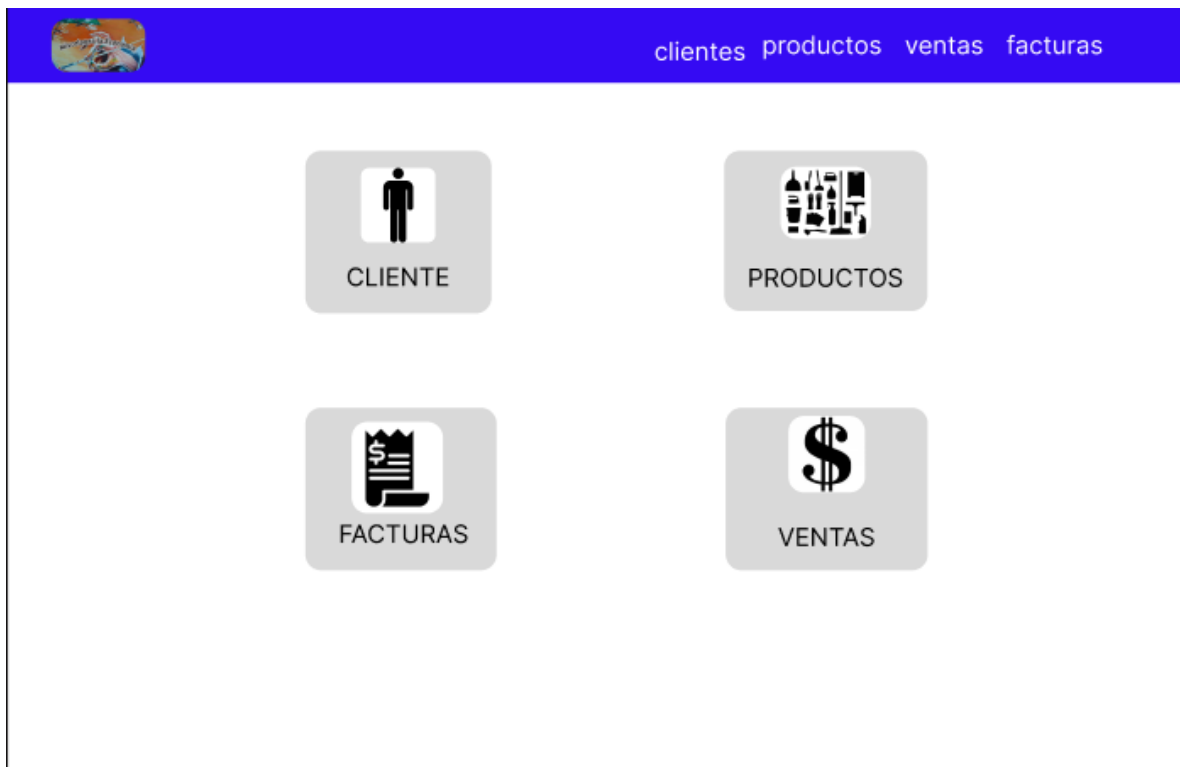 clientes productos ventas facturas
CLIENTE
PRODUCTOS
FACTURAS
VENTAS